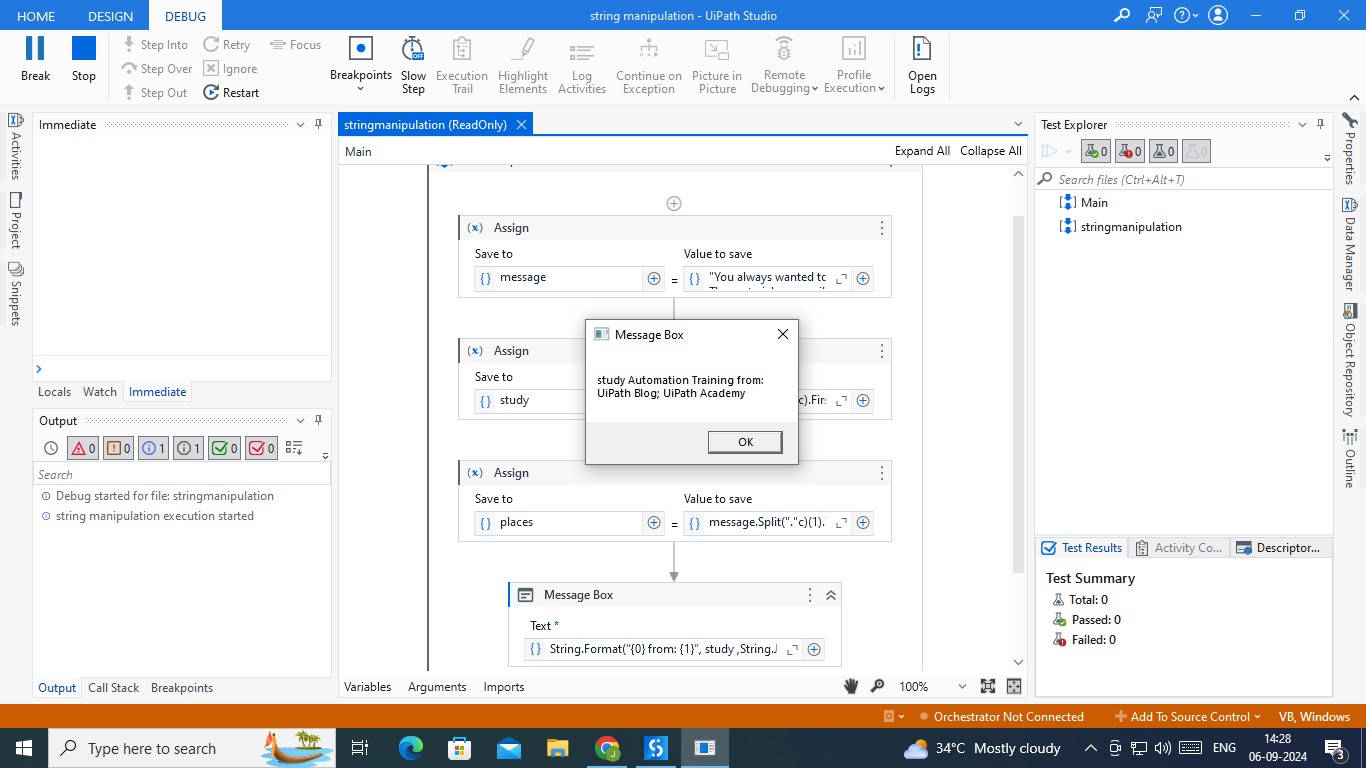 HOME DESIGN DEBUG string manipulation - UiPath Studio
Break
Stop
Step Into
Step Over
Step Out
Retry
Ignore
Restart
Focus
Breakpoints
Slow Step
Execution Trail
Highlight Elements
Log Activities
Continue on Exception
Picture in Picture
Remote Debugging
Profile Execution
Open Logs
Activities
Project
Snippets
Immediate
Locals Watch Immediate
Output
0 0 1 1 0 0
Search
Debug started for file: stringmanipulation
string manipulation execution started
Output Call Stack Breakpoints
stringmanipulation (ReadOnly)
Main Expand All Collapse All
(x) Assign
Save to Value to save
{} message = {} "You always wanted to
(x) Assign
Save to
{} study c).Firs
(x) Assign
Save to Value to save
{} places = {} message.Split("."c)(1).
Message Box
Text *
{} String.Format("{0} from: {1}", study ,String.J
Message Box
study Automation Training from:
UiPath Blog; UiPath Academy
OK
Variables Arguments Imports 100%
Test Explorer
0 0 0 0
Search files (Ctrl+Alt+T)
Main
stringmanipulation
Test Results Activity Co... Descriptor...
Test Summary
Total: 0
Passed: 0
Failed: 0
Properties
Data Manager
Object Repository
Outline
Orchestrator Not Connected Add To Source Control VB, Windows
Type here to search
34°C Mostly cloudy ENG
14:28
06-09-2024
3